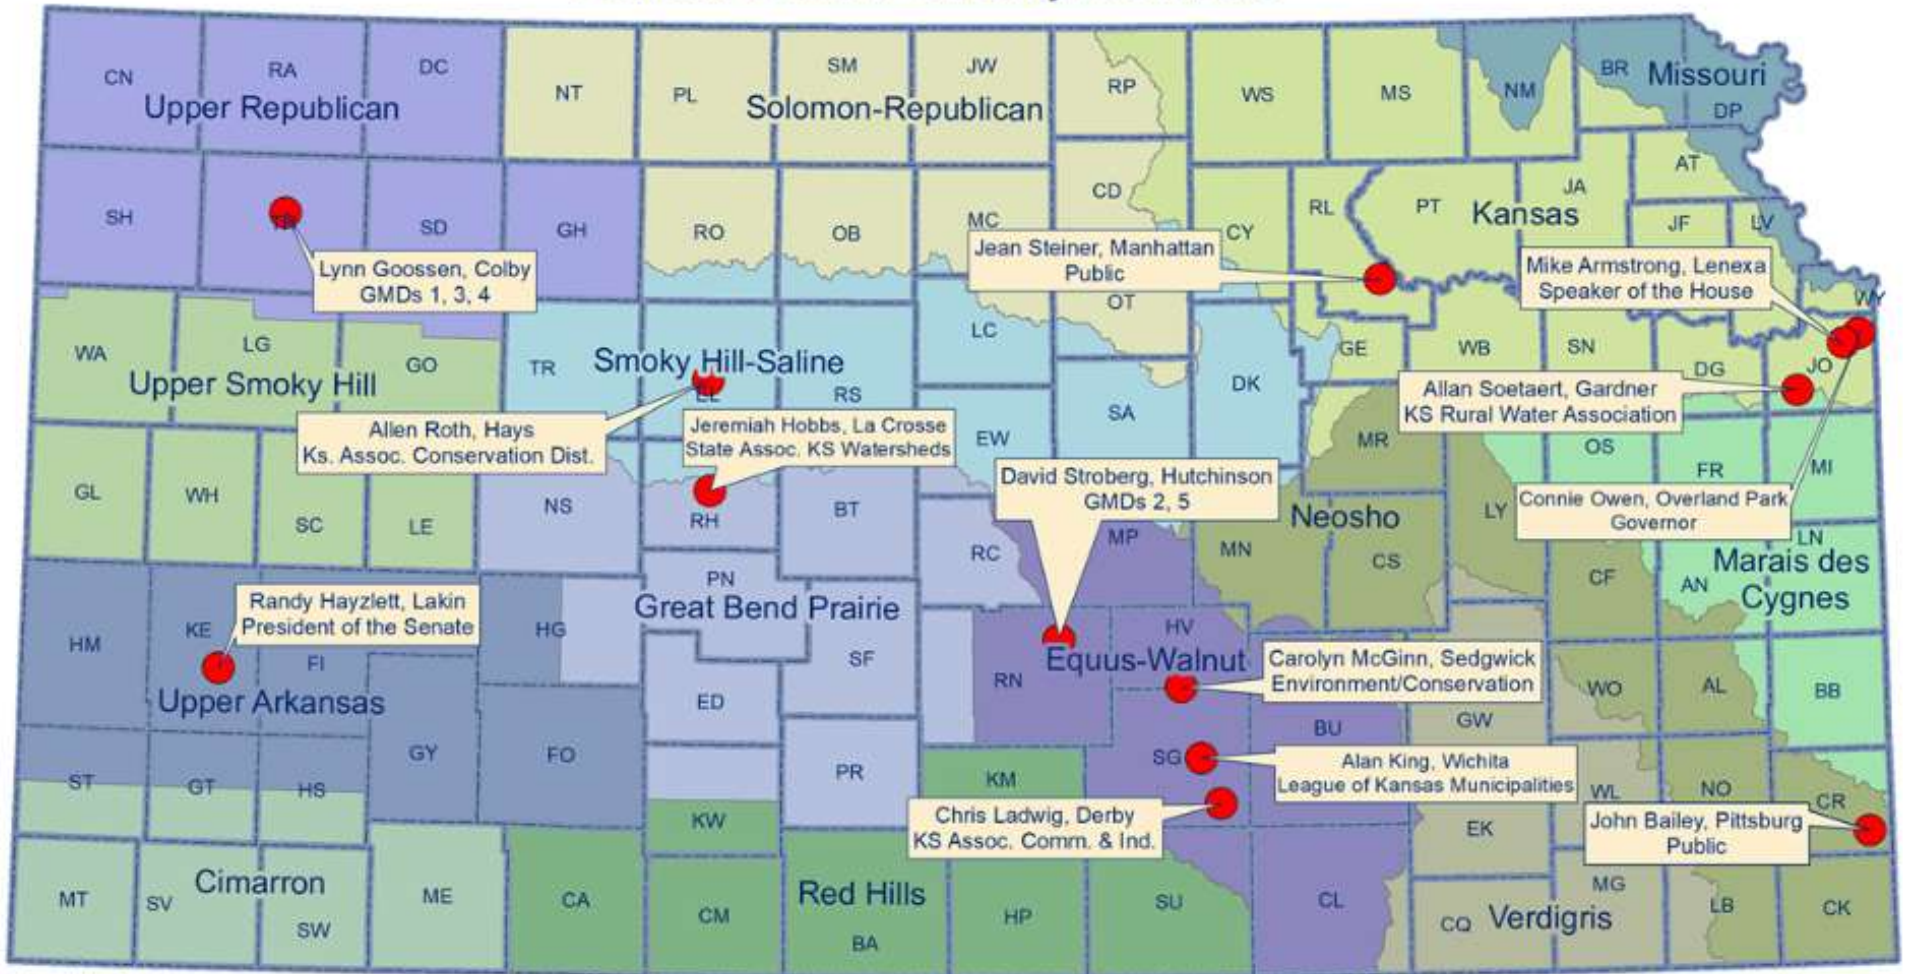 CN
RA
DC
NT
PL
SM
JW
RP
WS
MS
NM
BR
Missouri
DP
Upper Republican
Solomon-Republican
AT
SH
SD
GH
RO
OB
MC
CD
CY
RL
PT
Kansas
JA
JF
LV
Jean Steiner, Manhattan
Public
Lynn Goossen, Colby
GMDs 1, 3, 4
Mike Armstrong, Lenexa
Speaker of the House
WY
OT
WA
LG
GO
Upper Smoky Hill
TR
Smoky Hill-Saline
EL
RS
LC
SA
DK
GE
WB
SN
DG
JO
Allan Soetaert, Gardner
KS Rural Water Association
Allen Roth, Hays
Ks. Assoc. Conservation Dist.
Jeremiah Hobbs, La Crosse
State Assoc. KS Watersheds
EW
MR
OS
FR
MI
GL
WH
SC
LE
NS
RH
BT
David Stroberg, Hutchinson
GMDs 2, 5
Neosho
LY
Connie Owen, Overland Park
Governor
RC
MP
MN
CS
CF
AN
LN
Marais des
Cygnes
HM
KE
Randy Hayzlett, Lakin
President of the Senate
FI
HG
PN
Great Bend Prairie
SF
RN
HV
Equus-Walnut
Carolyn McGinn, Sedgwick
Environment/Conservation
Upper Arkansas
ED
WO
AL
BB
GW
BU
GY
FO
PR
KM
SG
Alan King, Wichita
League of Kansas Municipalities
ST
GT
HS
KW
Chris Ladwig, Derby
KS Assoc. Comm. & Ind.
WL
NO
CR
EK
John Bailey, Pittsburg
Public
MT
SV
Cimarron
SW
ME
CA
CM
Red Hills
BA
HP
SU
CL
CQ
Verdigris
MG
LB
CK